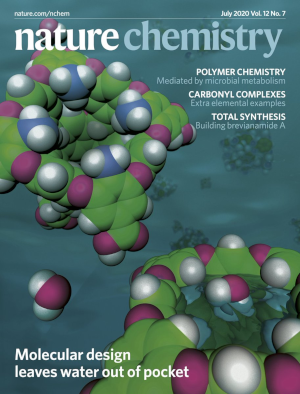 nature.com/nchem
July 2020 Vol. 12 No. 7
nature chemistry
POLYMER CHEMISTRY
Mediated by microbial metabolism
CARBONYL COMPLEXES
Extra elemental examples
TOTAL SYNTHESIS
Building brevianamide A
Molecular design
leaves water out of pocket